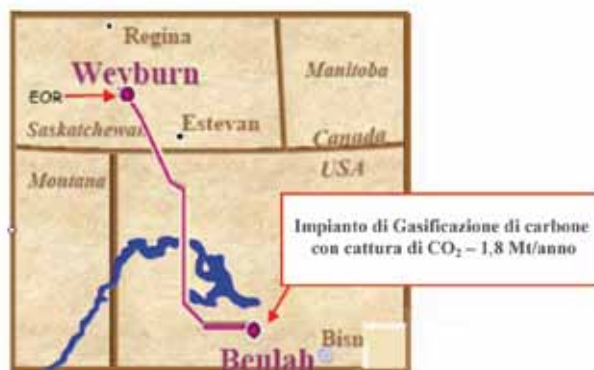 Regina
Weyburn
Manitoba
EOR
Saskatchewan
Estevan
Canada
USA
Montana
Impianto di Gasificazione di carbone
con cattura di CO₂ – 1,8 Mt/anno
Bism
Beulah